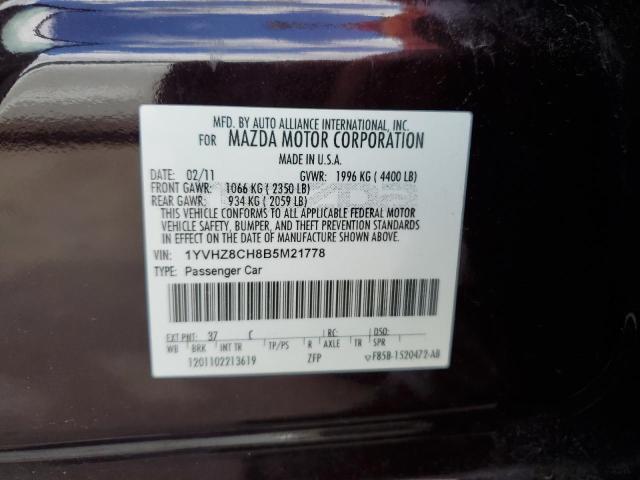 MFD. BY AUTO ALLIANCE INTERNATIONAL, INC.
FOR MAZDA MOTOR CORPORATION
MADE IN U.S.A.
DATE: 02/11 GVWR: 1996 KG ( 4400 LB)
FRONT GAWR: 1066 KG ( 2350 LB)
REAR GAWR: 934 KG ( 2059 LB)
THIS VEHICLE CONFORMS TO ALL APPLICABLE FEDERAL MOTOR
VEHICLE SAFETY, BUMPER, AND THEFT PREVENTION STANDARDS
IN EFFECT ON THE DATE OF MANUFACTURE SHOWN ABOVE.
VIN: 1YVHZ8CH8B5M21778
TYPE: Passenger Car
EXT PNT: 37 C RC: DSO:
WB BRK INT TR TP/PS R AXLE TR SPR
1201102213619 ZFP F85B-1520472-AB